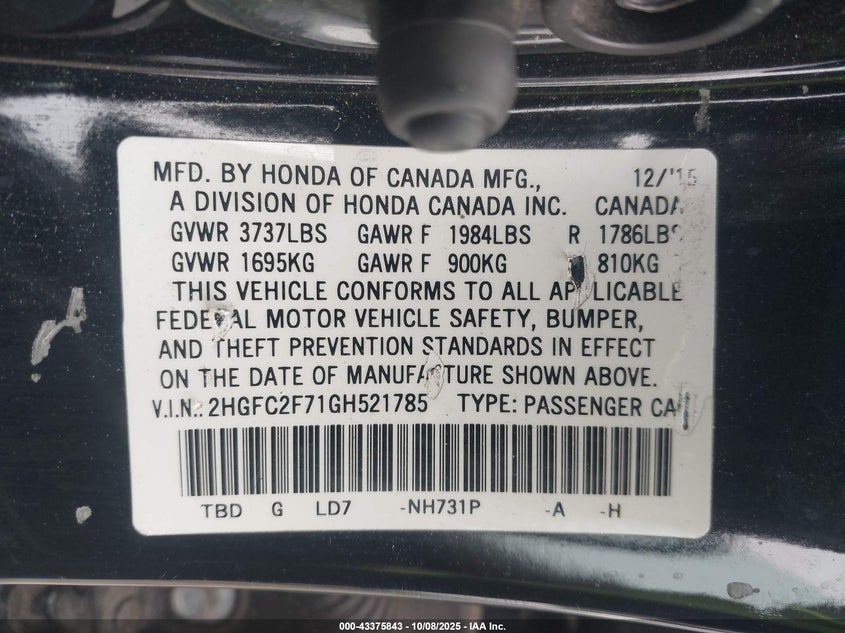 MFD. BY HONDA OF CANADA MFG., 12/'15
A DIVISION OF HONDA CANADA INC. CANADA
GVWR 3737LBS GAWR F 1984LBS R 1786LBS
GVWR 1695KG GAWR F 900KG 810KG
THIS VEHICLE CONFORMS TO ALL APPLICABLE
FEDERAL MOTOR VEHICLE SAFETY, BUMPER,
AND THEFT PREVENTION STANDARDS IN EFFECT
ON THE DATE OF MANUFACTURE SHOWN ABOVE.
V.I.N.: 2HGFC2F71GH521785 TYPE: PASSENGER CAR
TBD G LD7 -NH731P -A -H
000-43375843 - 10/08/2025 - IAA Inc.